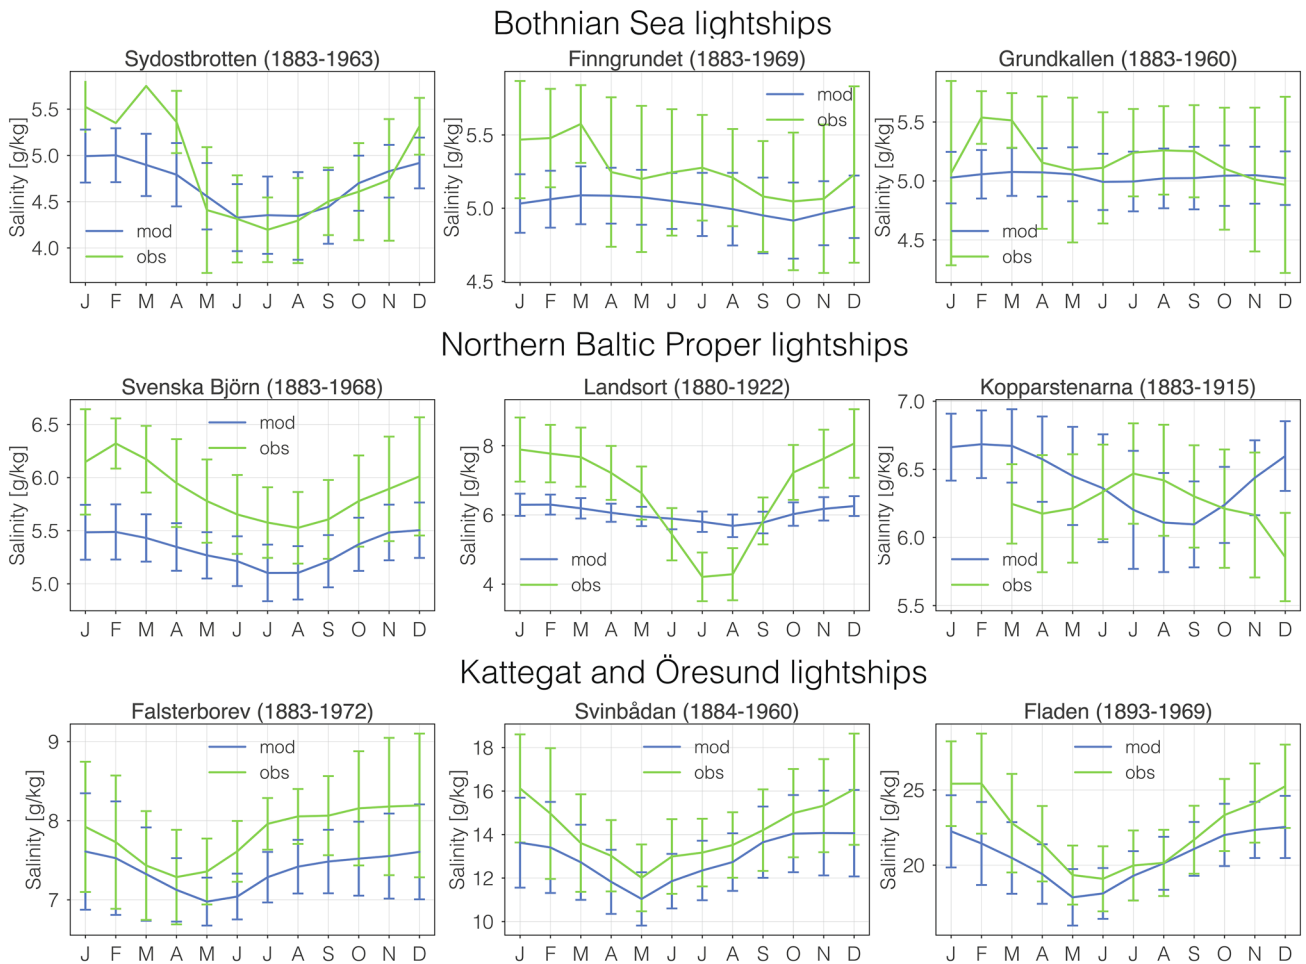 Bothnian Sea lightships
Sydostbrotten (1883-1963)
Finngrundet (1883-1969)
Grundkallen (1883-1960)
Salinity [g/kg]
5.5
5.0
4.5
4.0
mod
obs
J F M A M J J A S O N D
Salinity [g/kg]
5.5
5.0
4.5
mod
obs
J F M A M J J A S O N D
Salinity [g/kg]
5.5
5.0
4.5
mod
obs
J F M A M J J A S O N D
Northern Baltic Proper lightships
Svenska Björn (1883-1968)
Landsort (1880-1922)
Kopparstenarna (1883-1915)
Salinity [g/kg]
6.5
6.0
5.5
5.0
mod
obs
J F M A M J J A S O N D
Salinity [g/kg]
8
6
4
mod
obs
J F M A M J J A S O N D
Salinity [g/kg]
7.0
6.5
6.0
5.5
mod
obs
J F M A M J J A S O N D
Kattegat and Öresund lightships
Falsterborev (1883-1972)
Svinbådan (1884-1960)
Fladen (1893-1969)
Salinity [g/kg]
9
8
7
mod
obs
J F M A M J J A S O N D
Salinity [g/kg]
18
16
14
12
10
mod
obs
J F M A M J J A S O N D
Salinity [g/kg]
25
20
mod
obs
J F M A M J J A S O N D